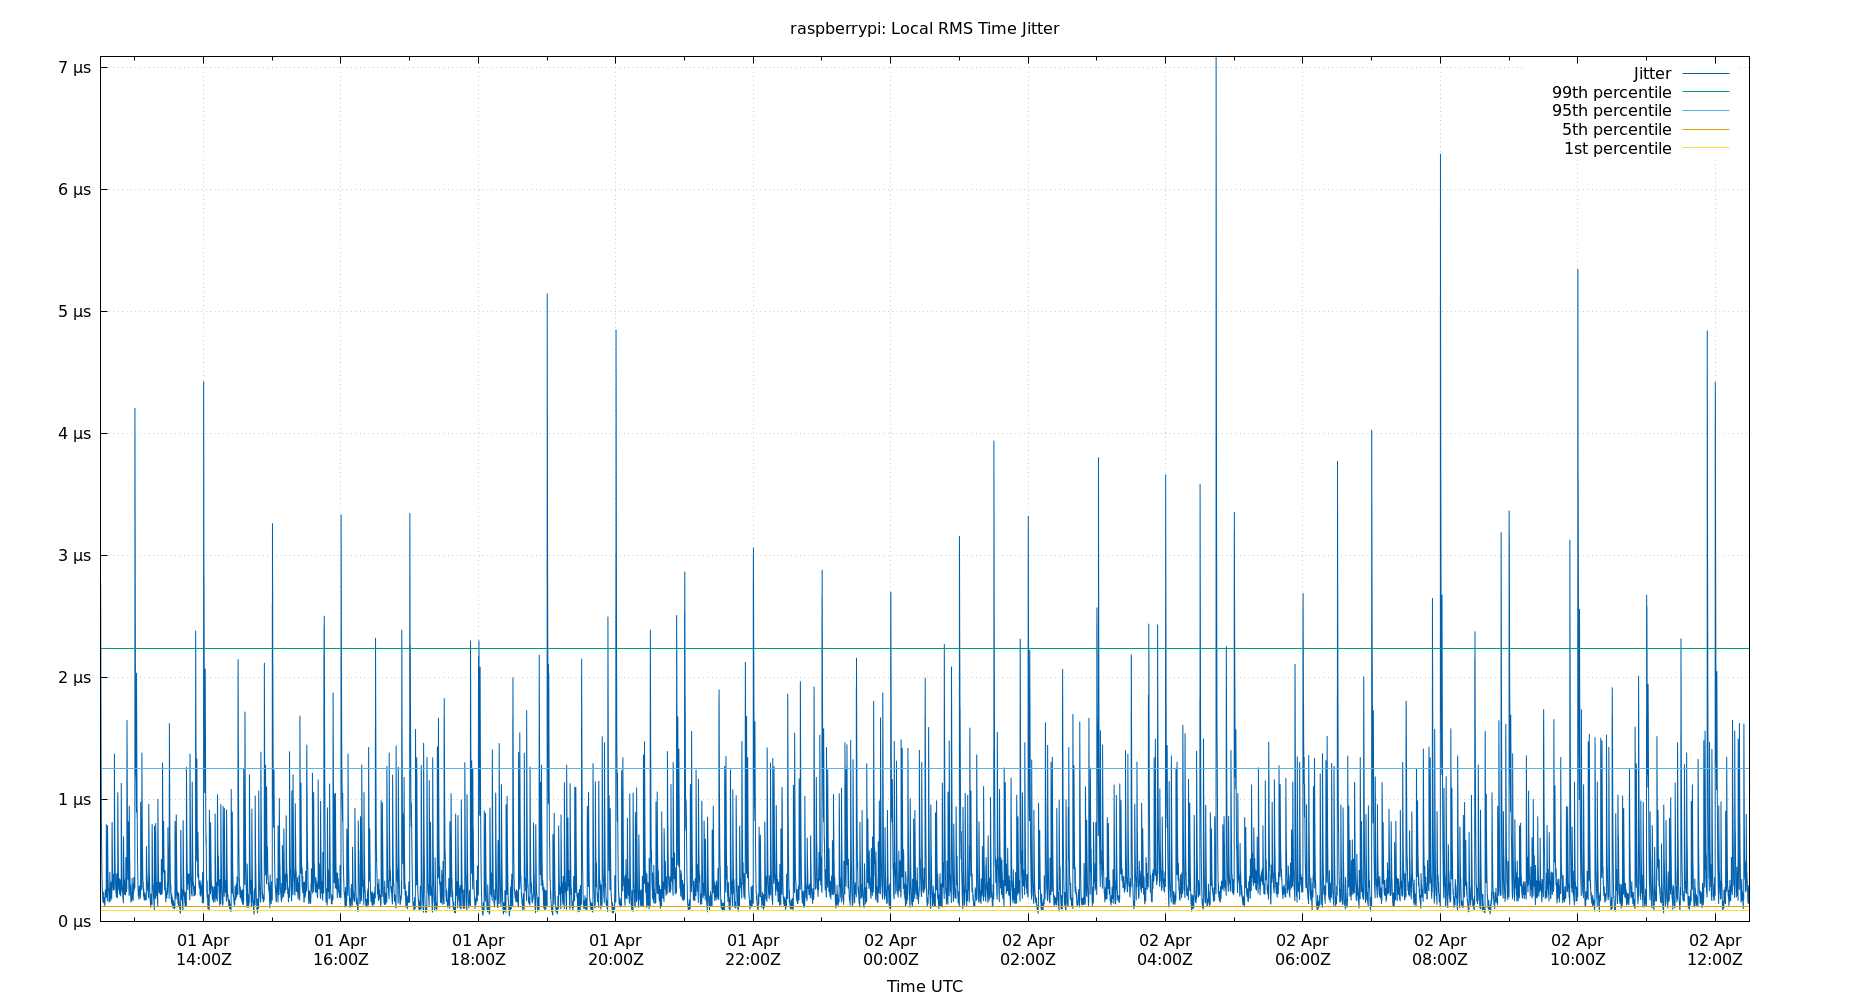 raspberrypi: Local RMS Time Jitter
7 µs
6 µs
5 µs
4 µs
3 µs
2 µs
1 µs
0 µs
Jitter
99th percentile
95th percentile
5th percentile
1st percentile
01 Apr 14:00Z
01 Apr 16:00Z
01 Apr 18:00Z
01 Apr 20:00Z
01 Apr 22:00Z
02 Apr 00:00Z
02 Apr 02:00Z
02 Apr 04:00Z
02 Apr 06:00Z
02 Apr 08:00Z
02 Apr 10:00Z
02 Apr 12:00Z
Time UTC